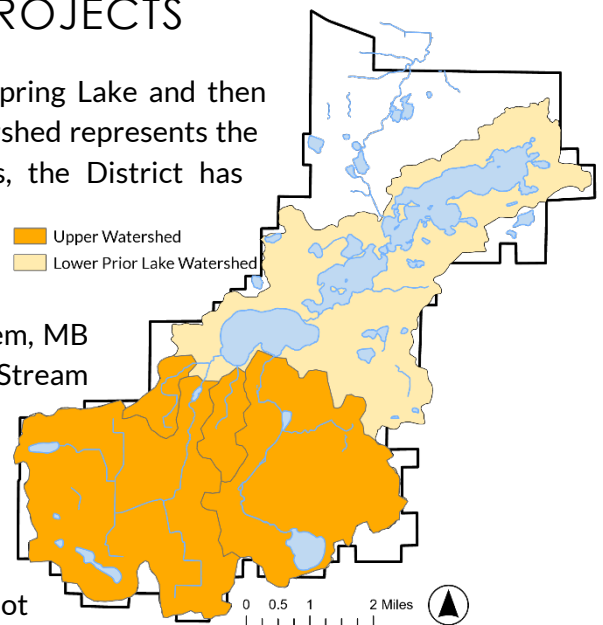 ROJECTS
pring Lake and then
shed represents the
s, the District has
Upper Watershed
Lower Prior Lake Watershed
em, MB
Stream
ot
0 0.5 1 2 Miles